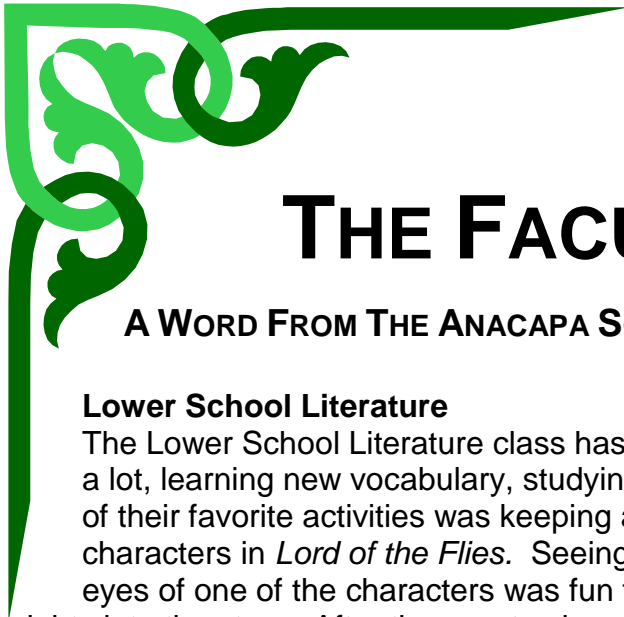 THE FACU
A WORD FROM THE ANACAPA S
Lower School Literature
The Lower School Literature class has
a lot, learning new vocabulary, studyin
of their favorite activities was keeping a
characters in Lord of the Flies. Seeing
eyes of one of the characters was fun